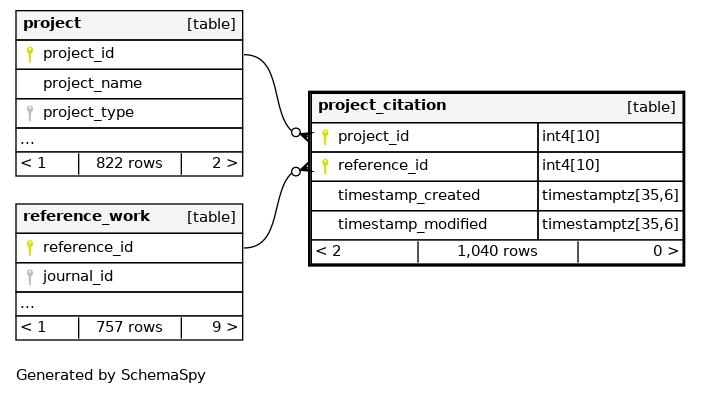 project [table]
project_id
project_name
project_type
...
< 1 822 rows 2 >
project_citation [table]
project_id int4[10]
reference_id int4[10]
timestamp_created timestamptz[35,6]
timestamp_modified timestamptz[35,6]
< 2 1,040 rows 0 >
reference_work [table]
reference_id
journal_id
...
< 1 757 rows 9 >
Generated by SchemaSpy